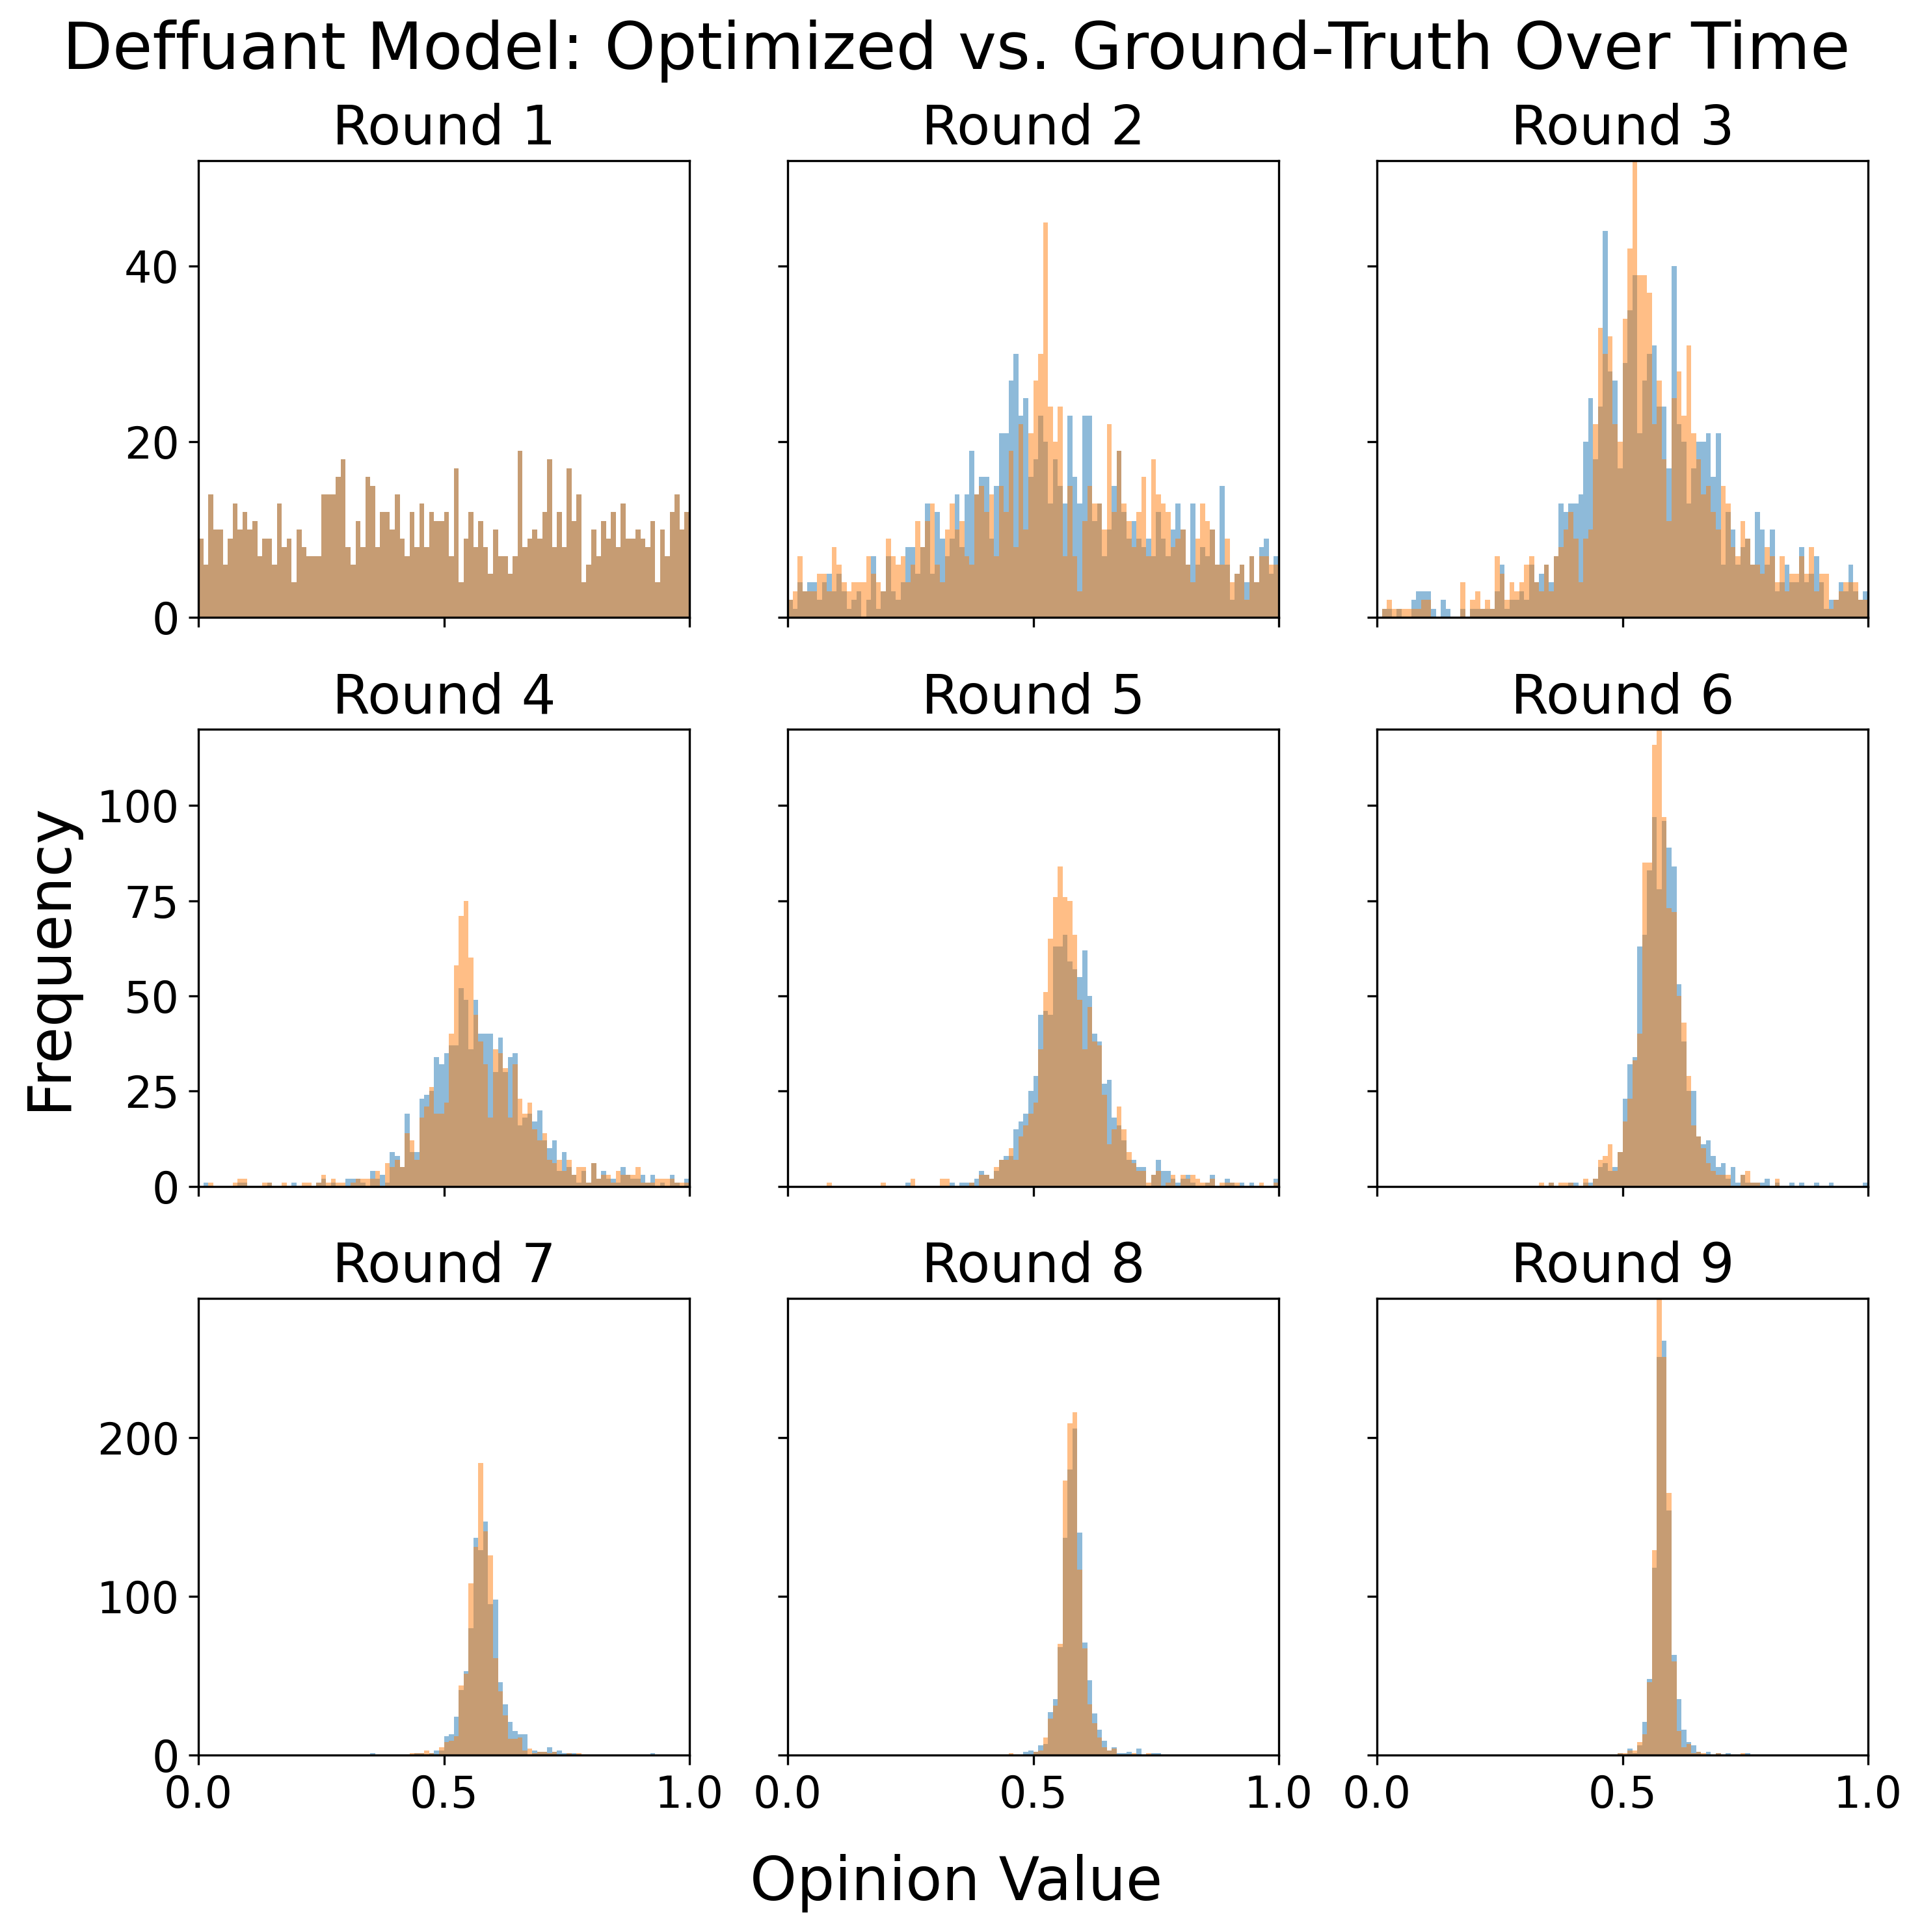 Deffuant Model: Optimized vs. Ground-Truth Over Time
Round 1
Round 2
Round 3
40
20
0
Round 4
Round 5
Round 6
100
75
50
25
0
Frequency
Round 7
Round 8
Round 9
200
100
0
0.0 0.5 1.0 0.0 0.5 1.0 0.0 0.5 1.0
Opinion Value